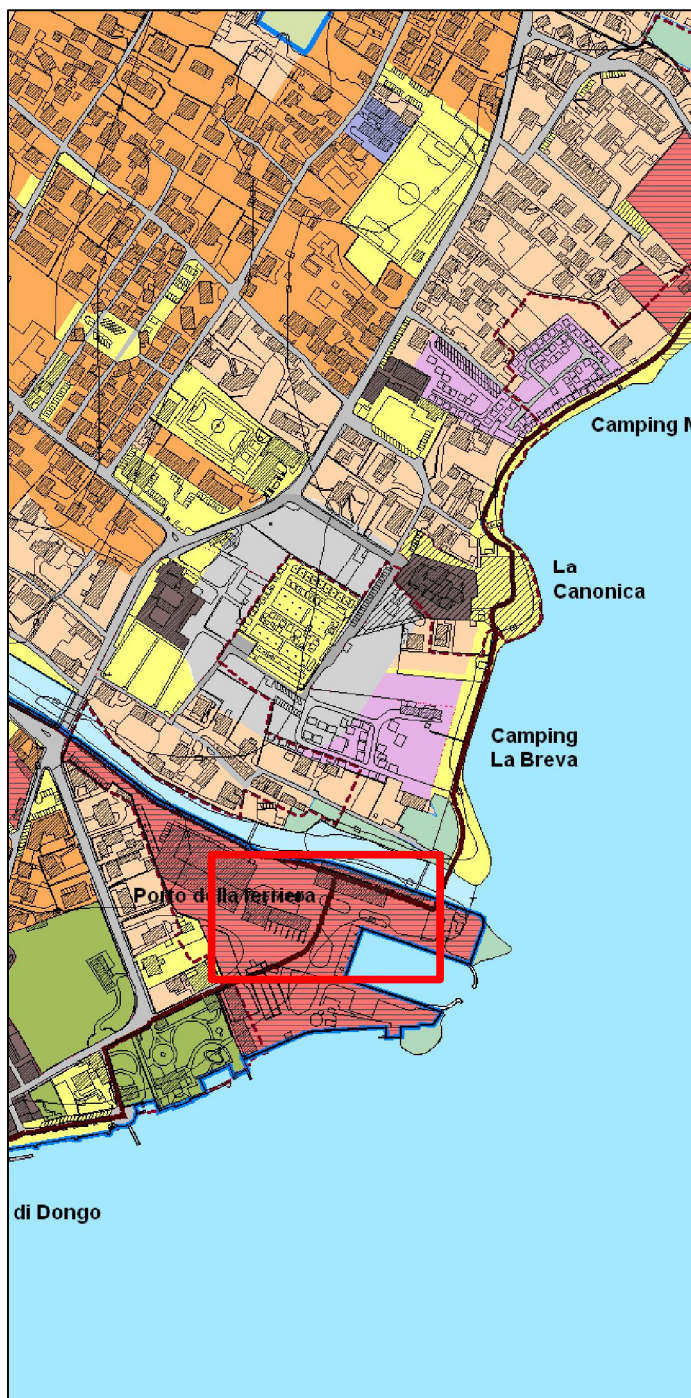 Camping M
La
Canonica
Camping
La Breva
Porto della ferriera
di Dongo